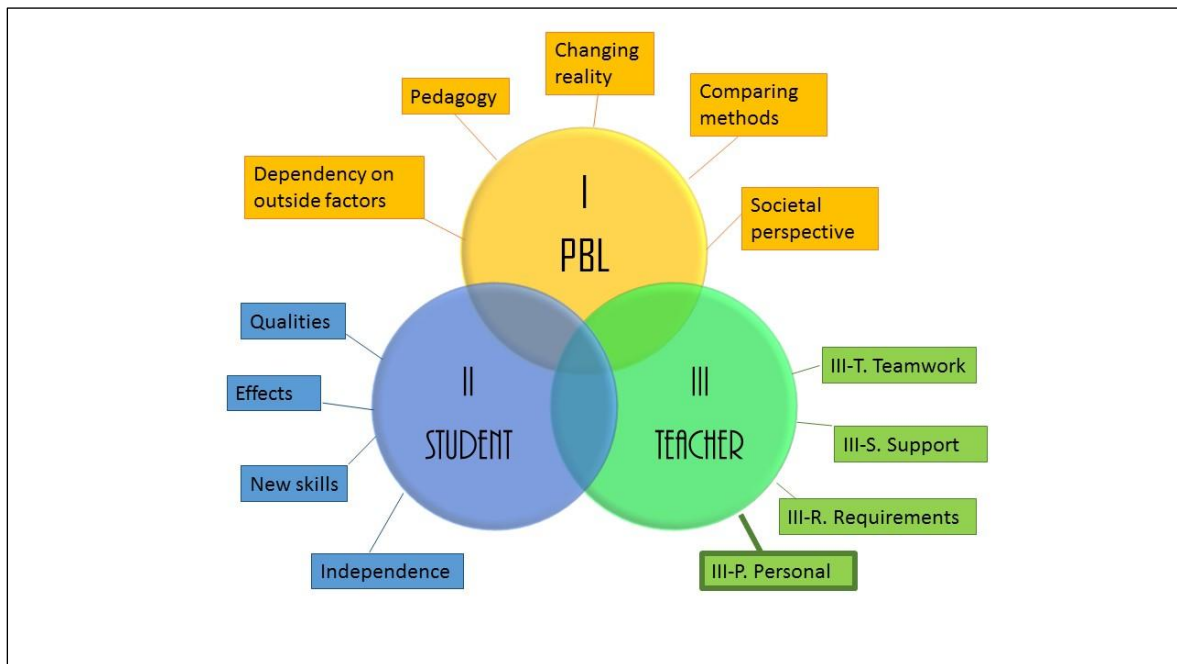 Changing
reality
Pedagogy
Comparing
methods
Dependency on
outside factors
Societal
perspective
I
PBL
Qualities
Effects
New skills
Independence
II
STUDENT
III
TEACHER
III-T. Teamwork
III-S. Support
III-R. Requirements
III-P. Personal